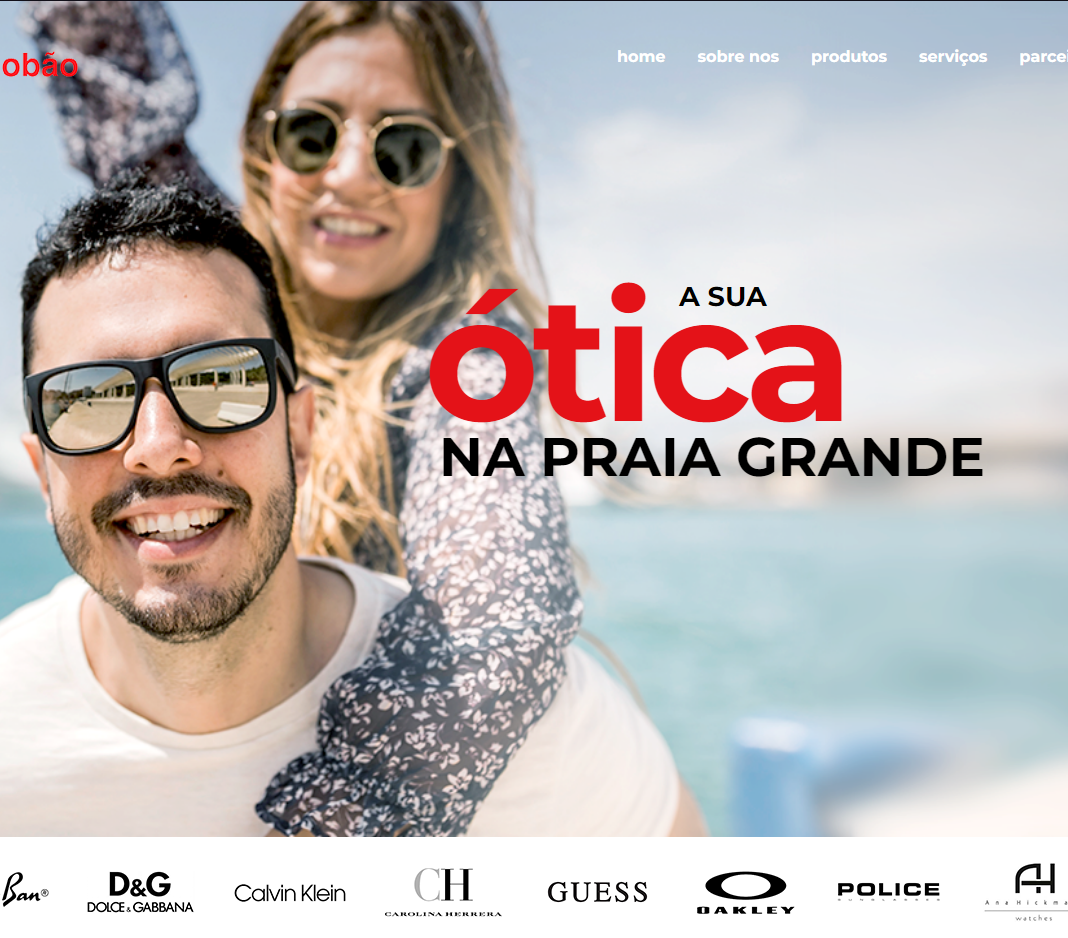 obão
home sobre nos produtos serviços parcei
A SUA
ótica
NA PRAIA GRANDE
Ban®
D&G
DOLCE & GABBANA
Calvin Klein
CH
CAROLINA HERRERA
GUESS
OAKLEY
POLICE
Ana Hickma
watches